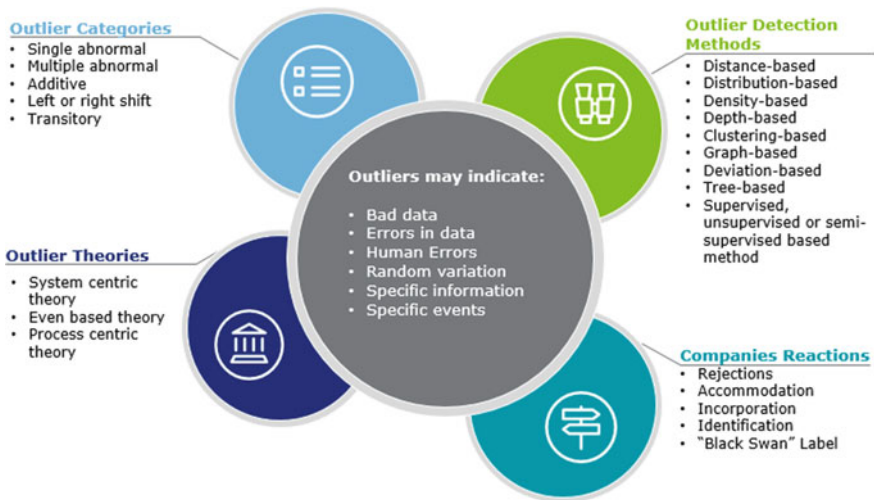 Outlier Categories
• Single abnormal
• Multiple abnormal
• Additive
• Left or right shift
• Transitory
Outlier Detection
Methods
• Distance-based
• Distribution-based
• Density-based
• Depth-based
• Clustering-based
• Graph-based
• Deviation-based
• Tree-based
• Supervised,
unsupervised or semi-
supervised based
method
Outliers may indicate:
• Bad data
• Errors in data
• Human Errors
• Random variation
• Specific information
• Specific events
Outlier Theories
• System centric
theory
• Even based theory
• Process centric
theory
Companies Reactions
• Rejections
• Accommodation
• Incorporation
• Identification
• "Black Swan" Label